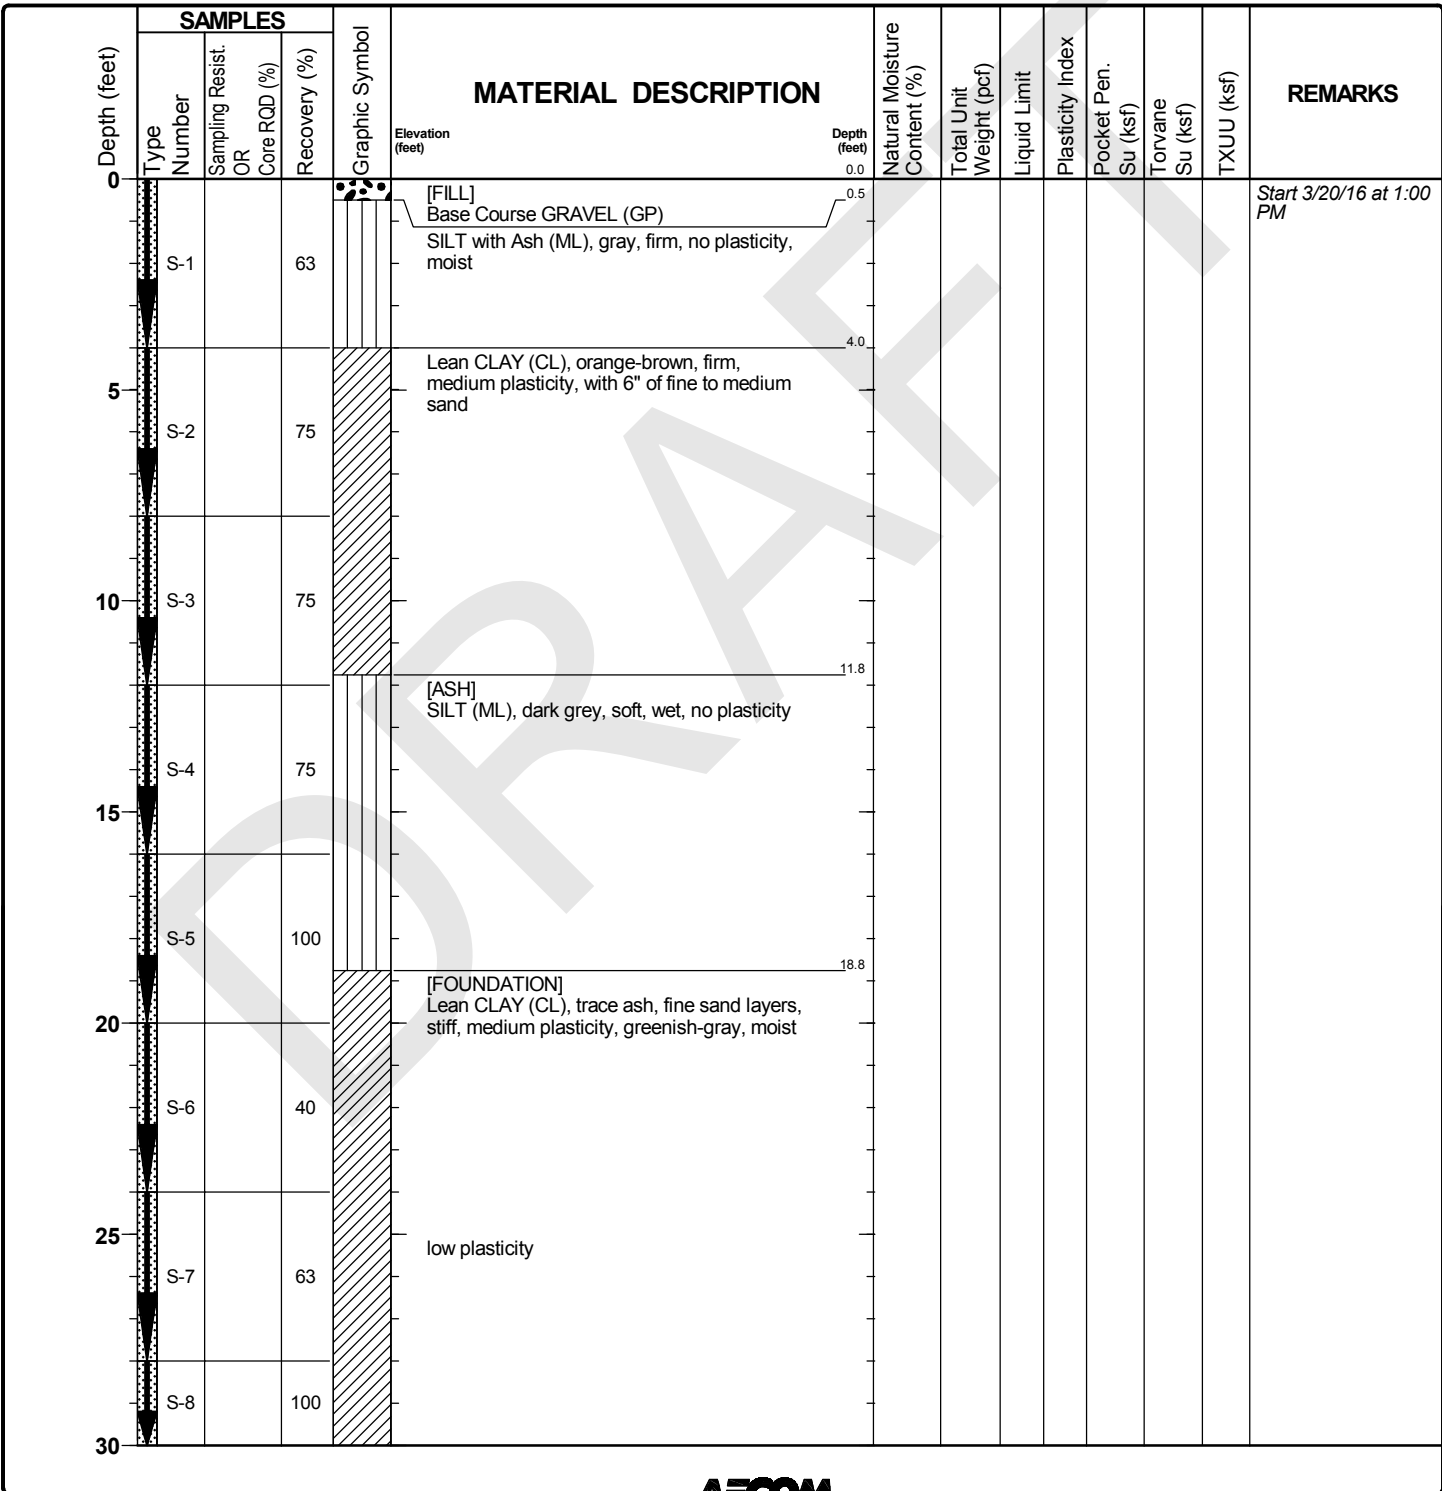 SAMPLES
Depth (feet)
Type
Number
Sampling Resist.
OR
Core RQD (%)
Recovery (%)
Graphic Symbol
MATERIAL DESCRIPTION
Elevation
(feet)
Depth
(feet)
Natural Moisture
Content (%)
Total Unit
Weight (pcf)
Liquid Limit
Plasticity Index
Pocket Pen.
Su (ksf)
Torvane
Su (ksf)
TXUU (ksf)
REMARKS
0.0
0
[FILL]
0.5
Base Course GRAVEL (GP)
Start 3/20/16 at 1:00
PM
SILT with Ash (ML), gray, firm, no plasticity,
moist
S-1
63
4.0
Lean CLAY (CL), orange-brown, firm,
medium plasticity, with 6" of fine to medium
sand
5
S-2
75
10
S-3
75
11.8
[ASH]
SILT (ML), dark grey, soft, wet, no plasticity
S-4
75
15
S-5
100
18.8
[FOUNDATION]
Lean CLAY (CL), trace ash, fine sand layers,
stiff, medium plasticity, greenish-gray, moist
20
S-6
40
25
low plasticity
S-7
63
S-8
100
30
DRAFT
AECOM